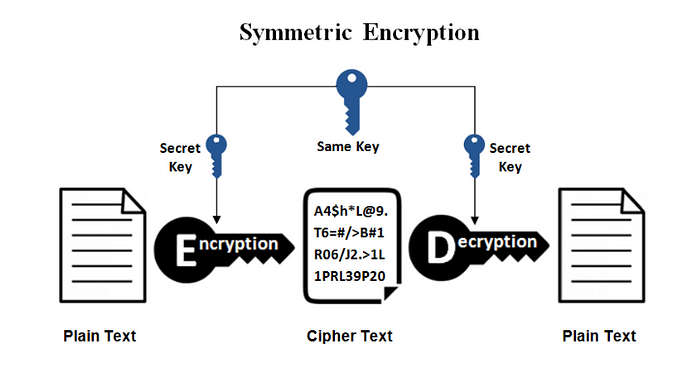 Symmetric Encryption
Secret
Key
Same Key
Secret
Key
Encryption
A4$h*L@9.
T6=#/>B#1
R06/J2.>1L
1PRL39P20
Decryption
Plain Text
Cipher Text
Plain Text